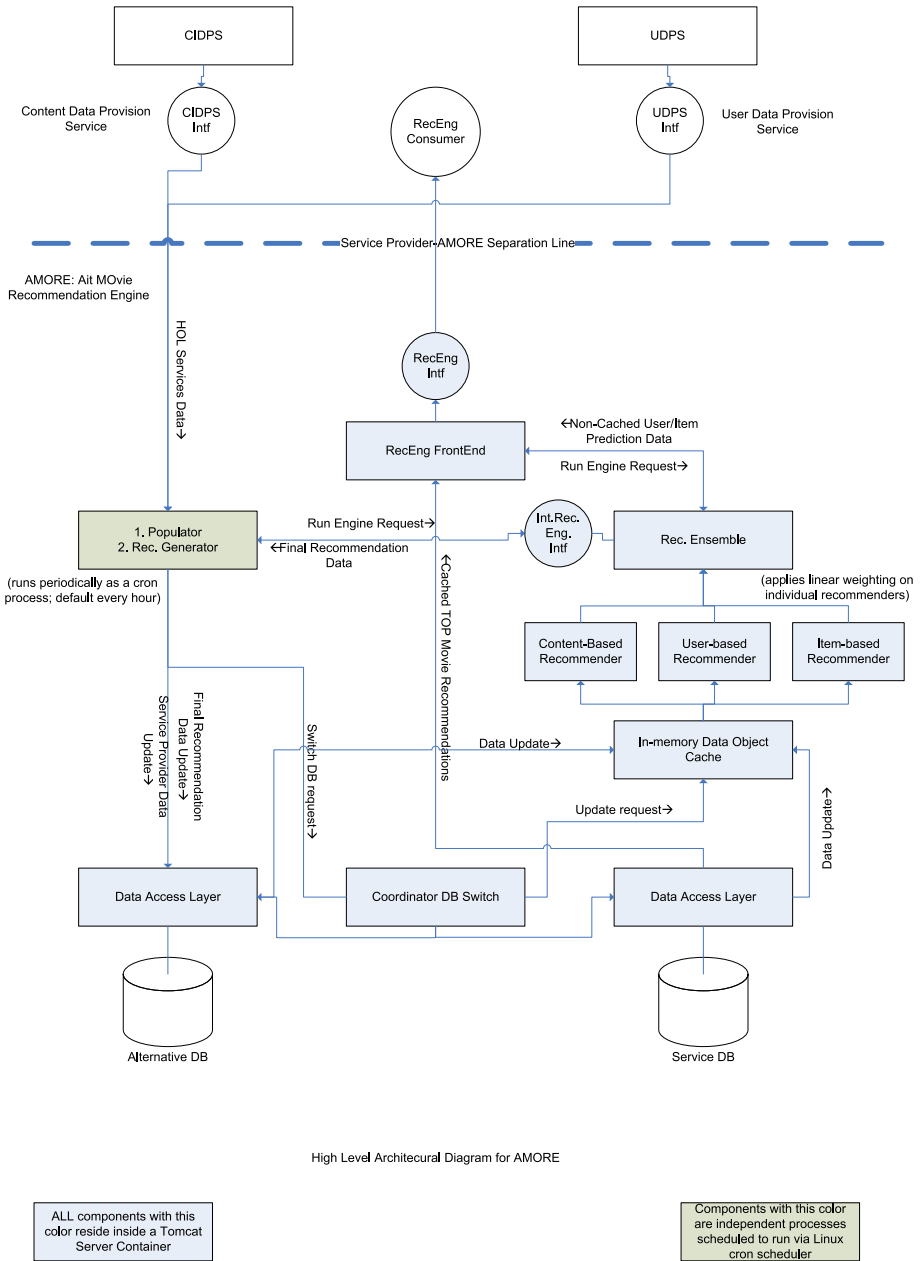 CIDPS
UDPS
Content Data Provision
Service
CIDPS
Intf
RecEng
Consumer
UDPS
Intf
User Data Provision
Service
Service Provider-AMORE Separation Line
AMORE: Ait MOvie
Recommendation Engine
HOL Services Data→
RecEng
Intf
RecEng FrontEnd
←Non-Cached User/Item
Prediction Data
Run Engine Request→
1. Populator
2. Rec. Generator
Run Engine Request→
←Final Recommendation
Data
Int.Rec.
Eng.
Intf
Rec. Ensemble
(runs periodically as a cron
process; default every hour)
(applies linear weighting on
individual recommenders)
←Cached TOP Movie Recommendations
Content-Based
Recommender
User-based
Recommender
Item-based
Recommender
Service Provider Data
Update→
Final Recommendation
Data Update→
Switch DB request→
Data Update→
In-memory Data Object
Cache
Update request→
Data Update→
Data Access Layer
Coordinator DB Switch
Data Access Layer
Alternative DB
Service DB
High Level Architecural Diagram for AMORE
ALL components with this
color reside inside a Tomcat
Server Container
Components with this color
are independent processes
scheduled to run via Linux
cron scheduler